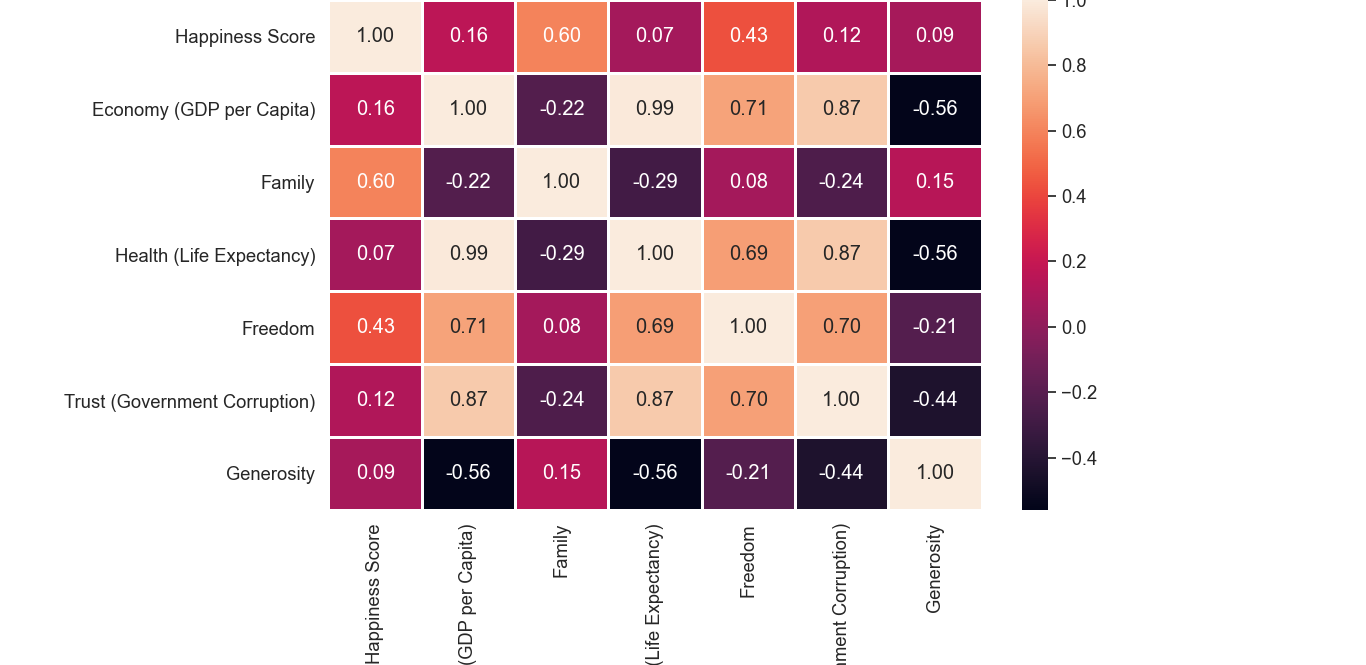 1.0
Happiness Score 1.00 0.16 0.60 0.07 0.43 0.12 0.09
0.8
Economy (GDP per Capita) 0.16 1.00 -0.22 0.99 0.71 0.87 -0.56
0.6
Family 0.60 -0.22 1.00 -0.29 0.08 -0.24 0.15
0.4
Health (Life Expectancy) 0.07 0.99 -0.29 1.00 0.69 0.87 -0.56
0.2
Freedom 0.43 0.71 0.08 0.69 1.00 0.70 -0.21
0.0
Trust (Government Corruption) 0.12 0.87 -0.24 0.87 0.70 1.00 -0.44
−0.2
Generosity 0.09 -0.56 0.15 -0.56 -0.21 -0.44 1.00
−0.4
Happiness Score
(GDP per Capita)
Family
(Life Expectancy)
Freedom
nment Corruption)
Generosity